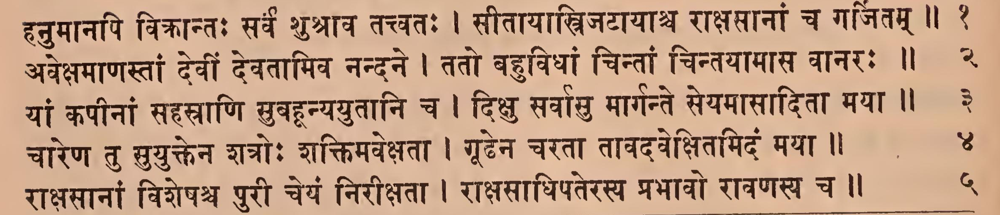 हनुमानपि विक्रान्तः सर्वं शुश्राव तत्त्वतः । सीतायास्त्रिजटायाश्च राक्षसानां च गर्जितम् ॥ १
अवेक्षमाणस्तां देवीं देवतामिव नन्दने । ततो बहुविधां चिन्तां चिन्तयामास वानरः ॥ २
यां कपीनां सहस्राणि सुबहून्ययुतानि च । दिक्षु सर्वासु मार्गन्ते सेयमासादिता मया ॥ ३
चारेण तु सुयुक्तेन शत्रोः शक्तिमवेक्षता । गूढेन चरता तावदवेक्षितमिदं मया ॥ ४
राक्षसानां विशेषश्च पुरी चेयं निरीक्षता । राक्षसाधिपतेरस्य प्रभावो रावणस्य च ॥ ५